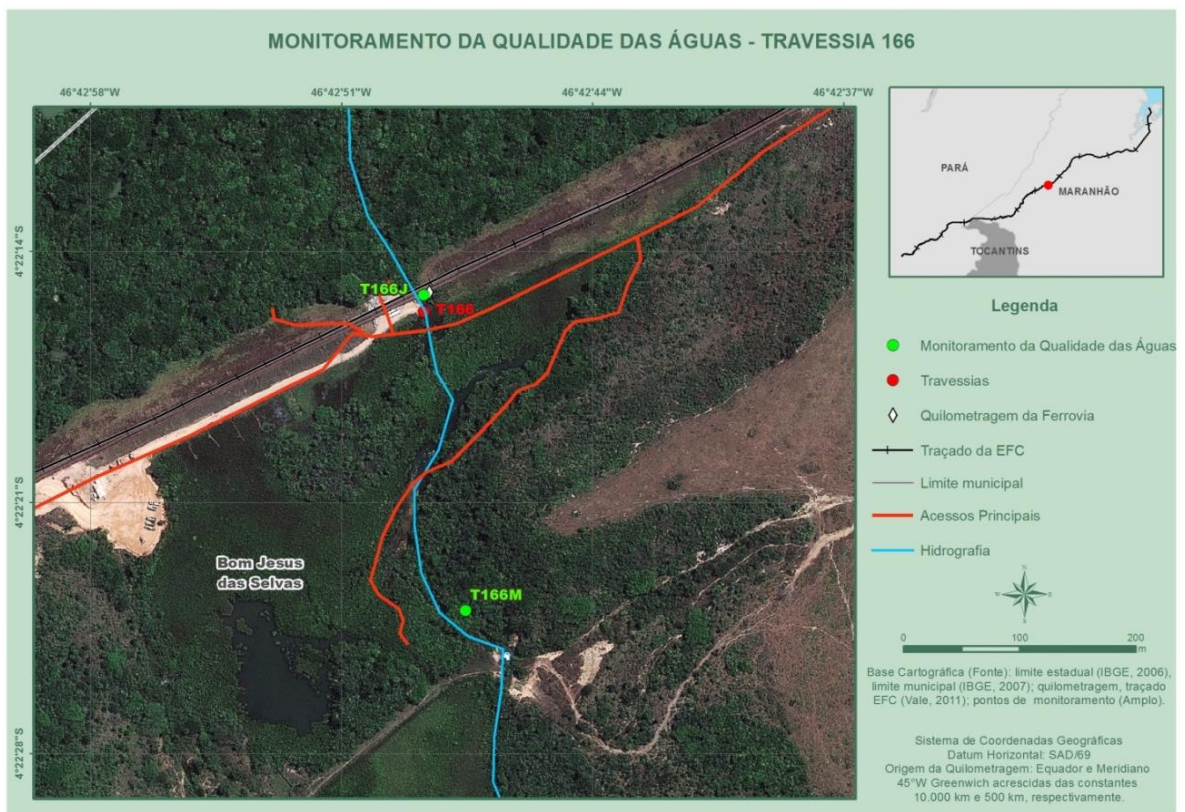 MONITORAMENTO DA QUALIDADE DAS ÁGUAS - TRAVESSIA 166
46°42'58"W
46°42'51"W
46°42'44"W
46°42'37"W
4°22'14"S
4°22'21"S
4°22'28"S
T166J
T166
T166M
Bom Jesus
das Selvas
PARÁ
MARANHÃO
TOCANTINS
Legenda
Monitoramento da Qualidade das Águas
Travessias
Quilometragem da Ferrovia
Traçado da EFC
Limite municipal
Acessos Principais
Hidrografia
N
W
E
S
0
100
200
m
Base Cartográfica (Fonte): limite estadual (IBGE, 2006),
limite municipal (IBGE, 2007); quilometragem, traçado
EFC (Vale, 2011); pontos de monitoramento (Amplo).
Sistema de Coordenadas Geográficas
Datum Horizontal: SAD/69
Origem da Quilometragem: Equador e Meridiano
45°W Greenwich acrescidas das constantes
10.000 km e 500 km, respectivamente.